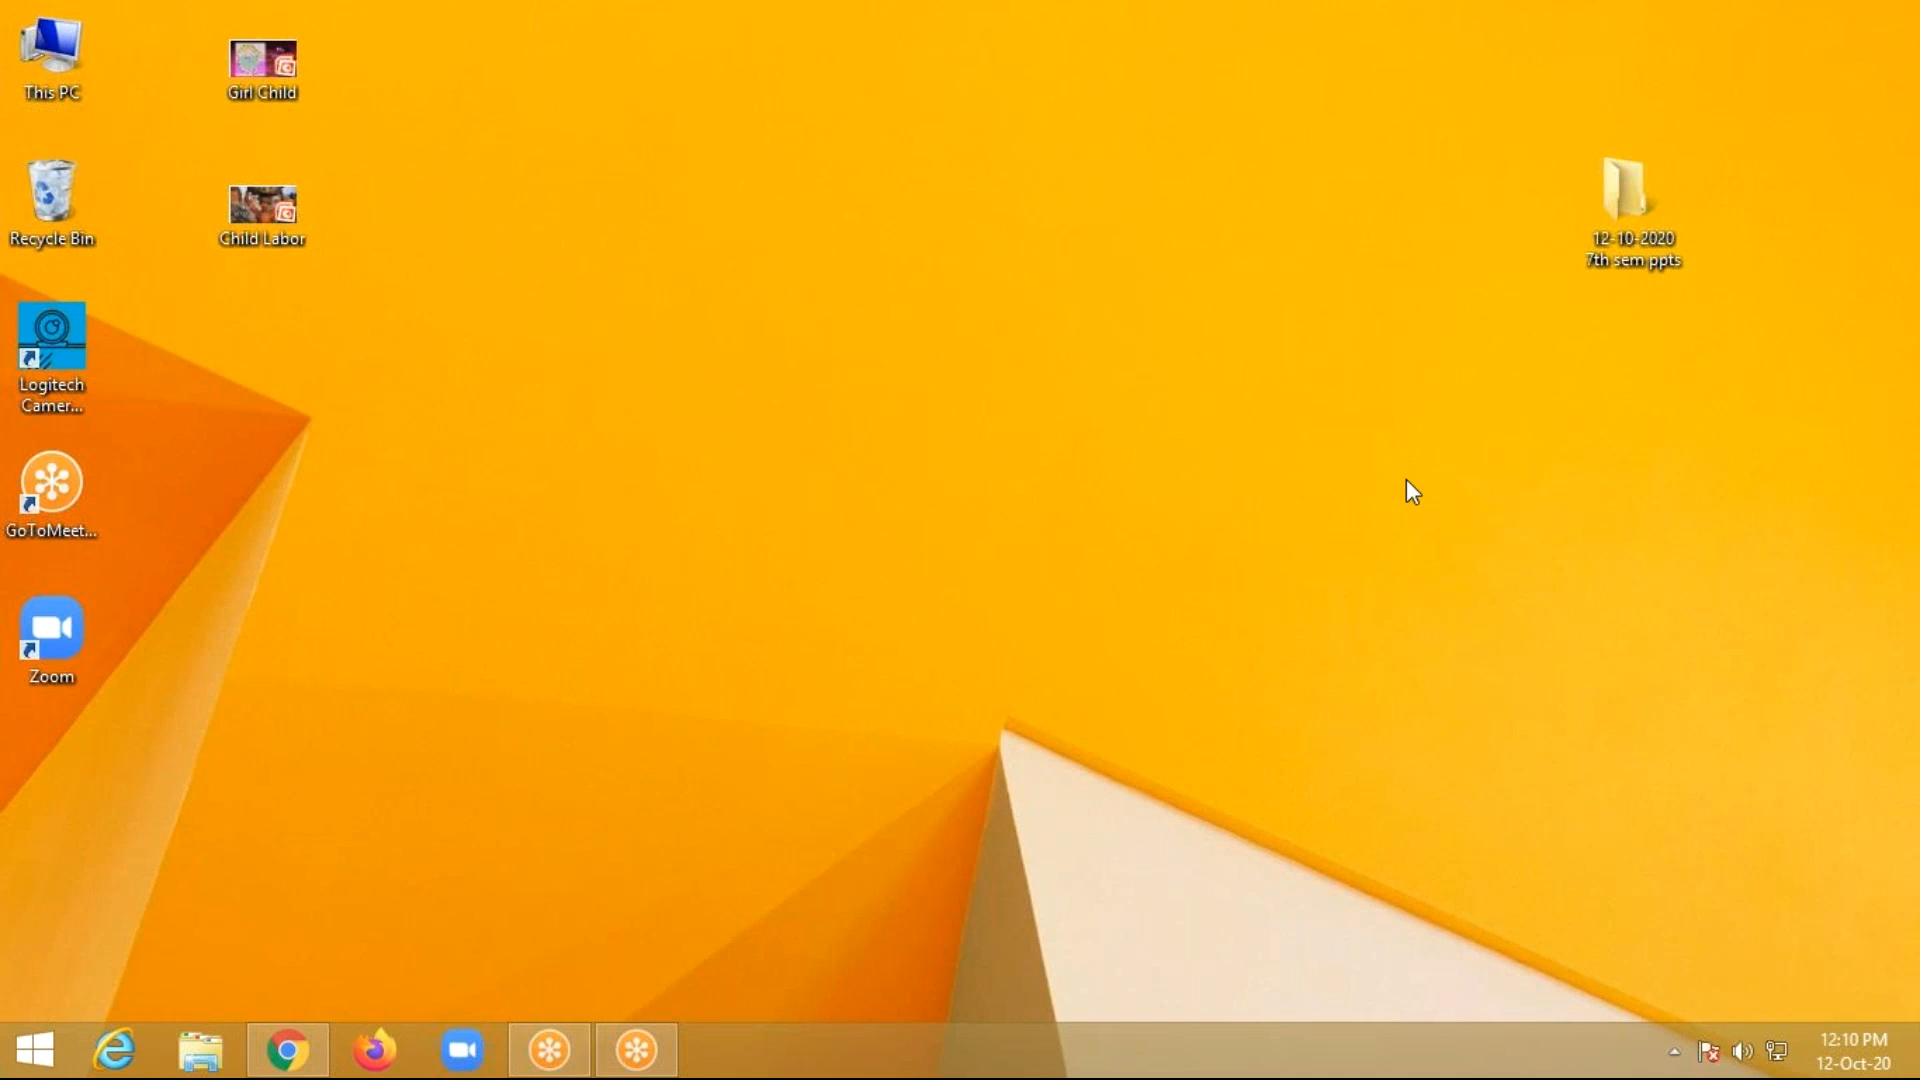 This PC
Girl Child
Recycle Bin
Child Labor
12-10-2020
7th sem ppts
Logitech
Camer...
GoToMeet...
Zoom
12:10 PM
12-Oct-20